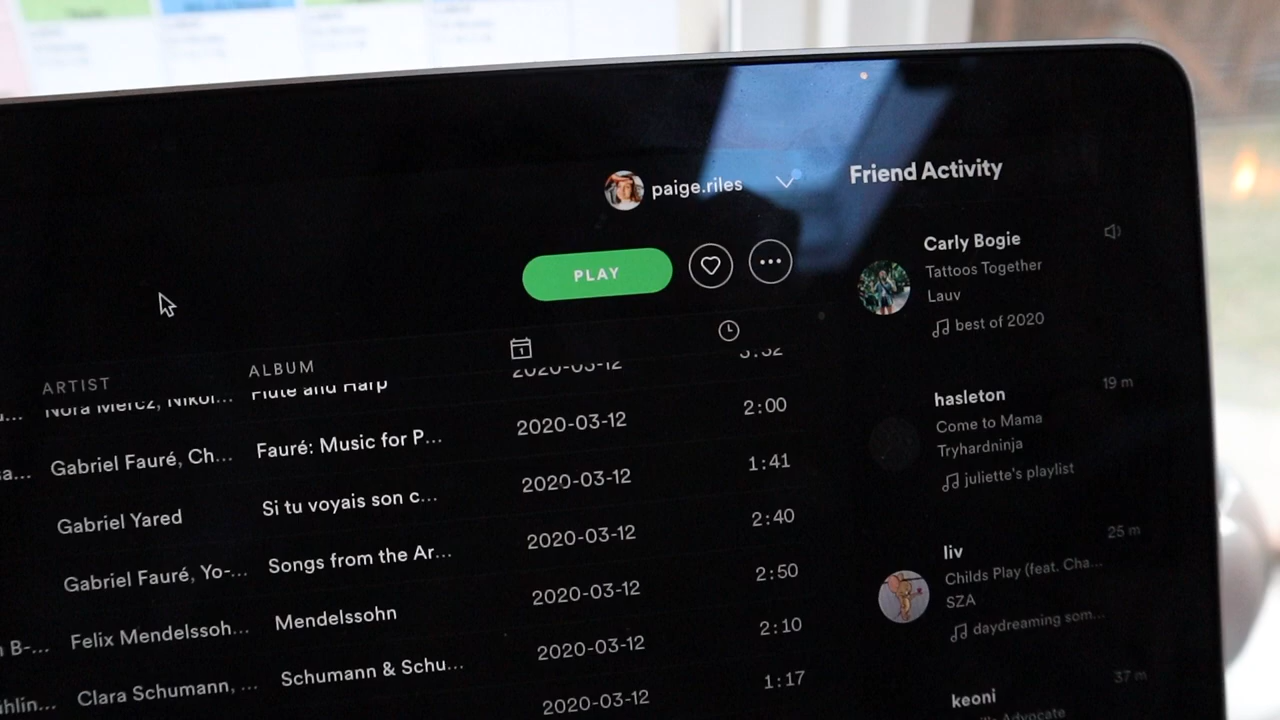 paige.riles
PLAY
ARTIST ALBUM
Nora Mercz, Nikol... Flute and Harp 2020-03-12 3:32
Gabriel Fauré, Ch... Fauré: Music for P... 2020-03-12 2:00
Gabriel Yared Si tu voyais son c... 2020-03-12 1:41
Gabriel Fauré, Yo-... Songs from the Ar... 2020-03-12 2:40
Felix Mendelssoh... Mendelssohn 2020-03-12 2:50
Clara Schumann, ... Schumann & Schu... 2020-03-12 2:10
2020-03-12 1:17
Friend Activity
Carly Bogie
Tattoos Together
Lauv
best of 2020
hasleton 19 m
Come to Mama
Tryhardninja
juliette's playlist
liv 25 m
Childs Play (feat. Cha...
SZA
daydreaming som...
keoni 37 m
Advocate